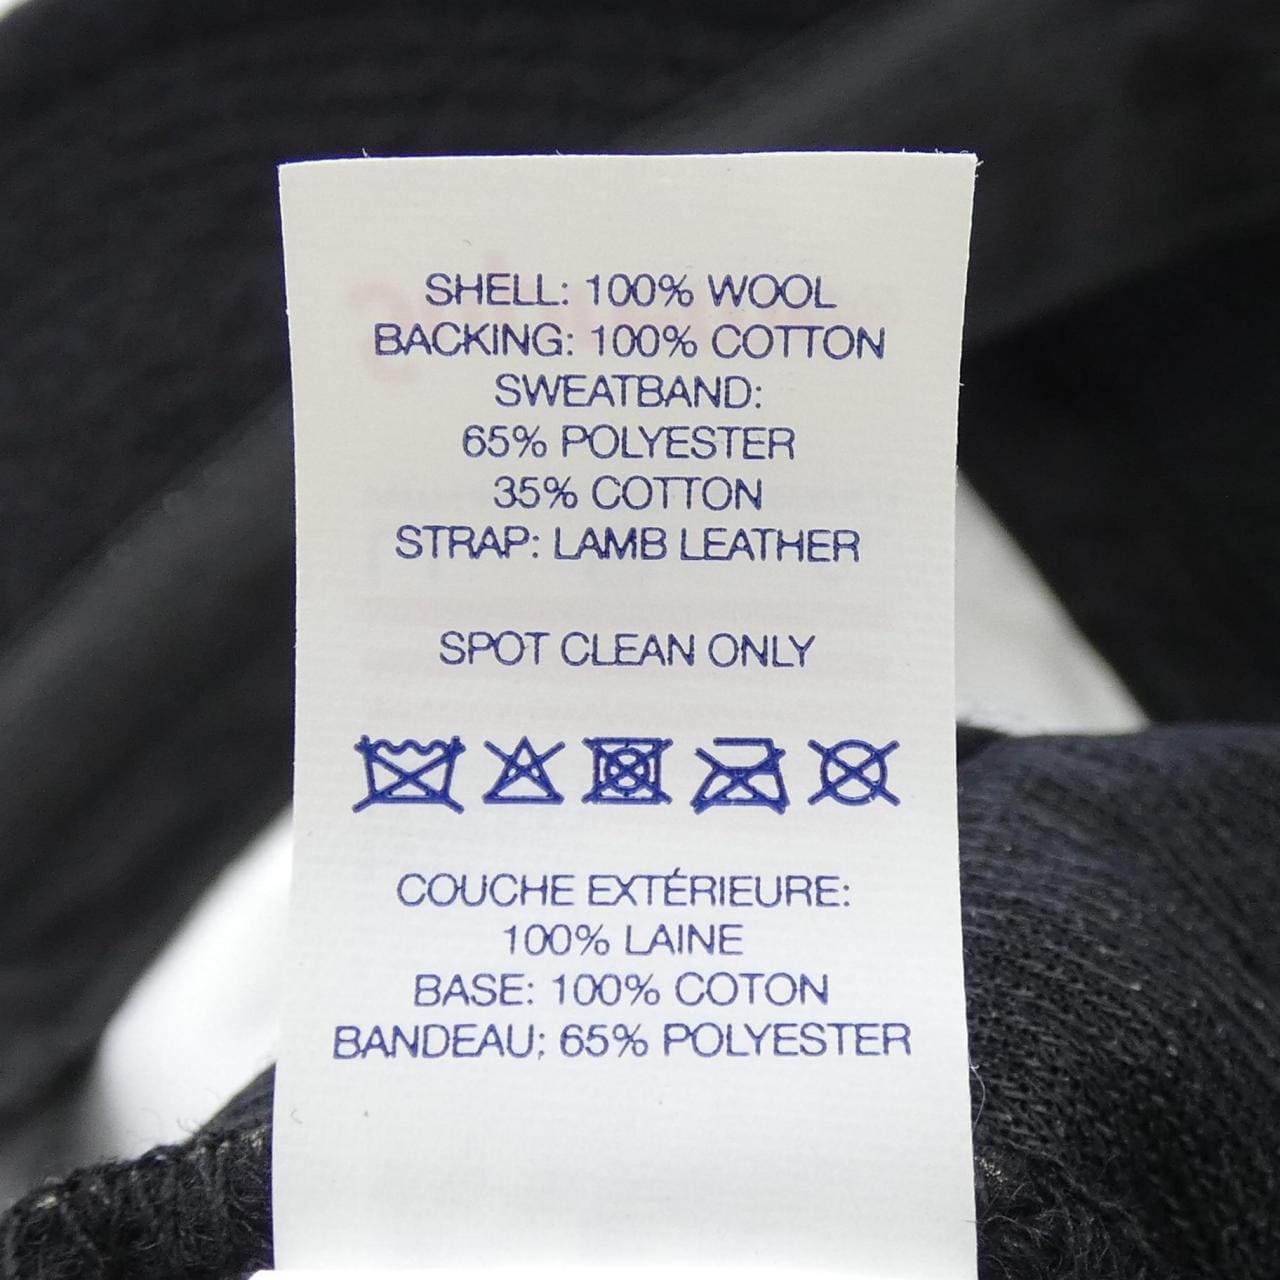 SHELL: 100% WOOL
BACKING: 100% COTTON
SWEATBAND:
65% POLYESTER
35% COTTON
STRAP: LAMB LEATHER
SPOT CLEAN ONLY
COUCHE EXTÉRIEURE:
100% LAINE
BASE: 100% COTON
BANDEAU: 65% POLYESTER